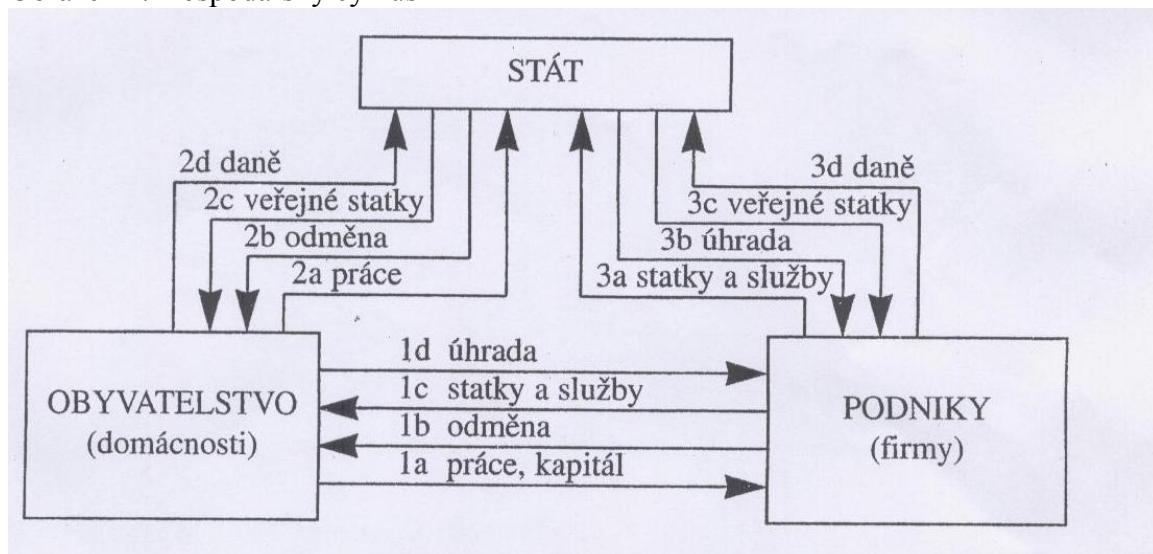 STÁT
2d daně
2c veřejné statky
2b odměna
2a práce
3d daně
3c veřejné statky
3b úhrada
3a statky a služby
OBYVATELSTVO
(domácnosti)
1d úhrada
1c statky a služby
1b odměna
1a práce, kapitál
PODNIKY
(firmy)